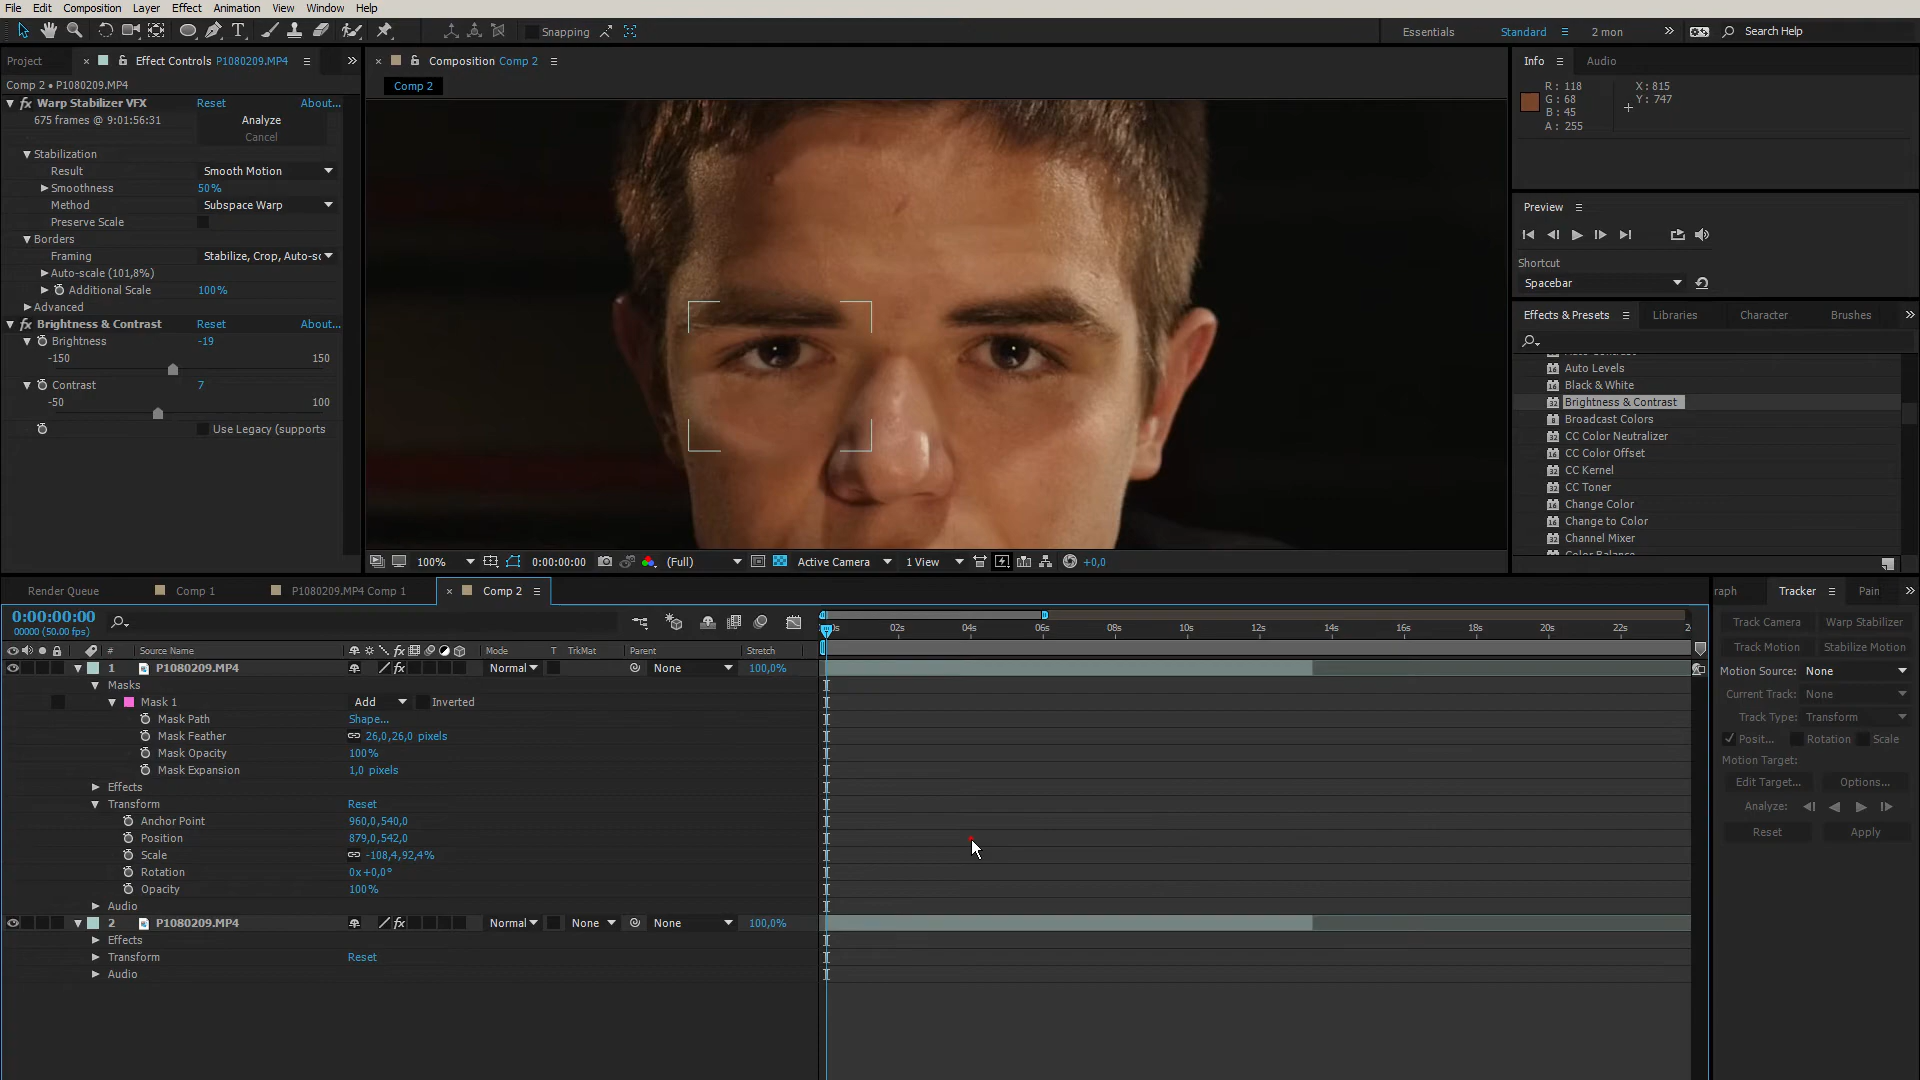 File Edit Composition Layer Effect Animation View Window Help
Snapping
Essentials Standard 2 mon Search Help
Project Effect Controls P1080209.MP4
Comp 2 • P1080209.MP4
Warp Stabilizer VFX Reset About...
675 frames @ 9:01:56:31 Analyze
Cancel
Stabilization
Result Smooth Motion
Smoothness 50%
Method Subspace Warp
Preserve Scale
Borders
Framing Stabilize, Crop, Auto-sc
Auto-scale (101,8%)
Additional Scale 100%
Advanced
Brightness & Contrast Reset About...
Brightness -19
-150 150
Contrast 7
-50 100
Use Legacy (supports
Composition Comp 2
Comp 2
100% 0:00:00:00 (Full) Active Camera 1 View +0,0
Info Audio
R : 118 X : 815
G : 68 Y : 747
B : 45
A : 255
Preview
Shortcut
Spacebar
Effects & Presets Libraries Character Brushes
Auto Contrast
Auto Levels
Black & White
Brightness & Contrast
Broadcast Colors
CC Color Neutralizer
CC Color Offset
CC Kernel
CC Toner
Change Color
Change to Color
Channel Mixer
Color Balance
Render Queue Comp 1 P1080209.MP4 Comp 1 Comp 2
0:00:00:00
00000 (50.00 fps)
02s 04s 06s 08s 10s 12s 14s 16s 18s 20s 22s
# Source Name Mode T TrkMat Parent Stretch
1 P1080209.MP4 Normal None 100,0%
Masks
Mask 1 Add Inverted
Mask Path Shape...
Mask Feather 26,0,26,0 pixels
Mask Opacity 100%
Mask Expansion 1,0 pixels
Effects
Transform Reset
Anchor Point 960,0,540,0
Position 879,0,542,0
Scale -108,4,92,4%
Rotation 0x+0,0°
Opacity 100%
Audio
2 P1080209.MP4 Normal None None 100,0%
Effects
Transform Reset
Audio
raph Tracker Pain
Track Camera Warp Stabilizer
Track Motion Stabilize Motion
Motion Source: None
Current Track: None
Track Type: Transform
Posit... Rotation Scale
Motion Target:
Edit Target... Options...
Analyze:
Reset Apply